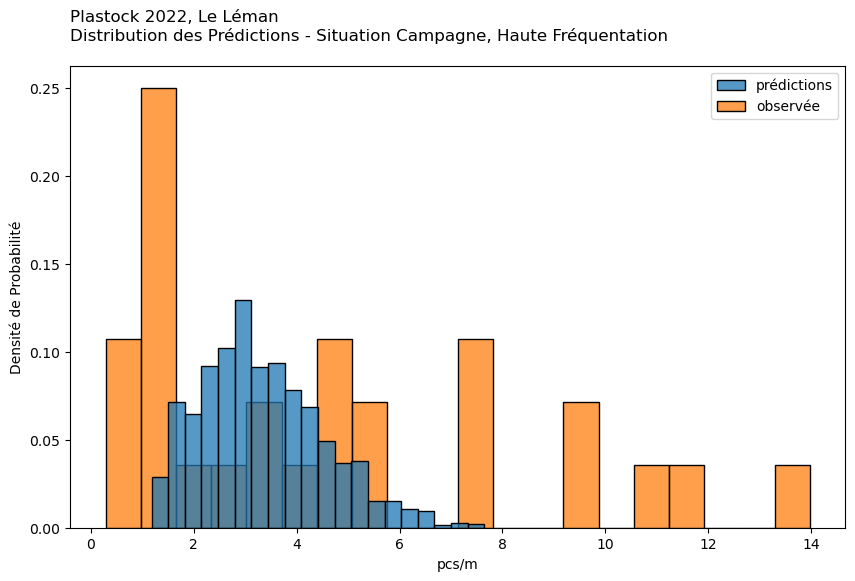 Plastock 2022, Le Léman
Distribution des Prédictions - Situation Campagne, Haute Fréquentation
prédictions
observée
Densité de Probabilité
0.25
0.20
0.15
0.10
0.05
0.00
0 2 4 6 8 10 12 14
pcs/m